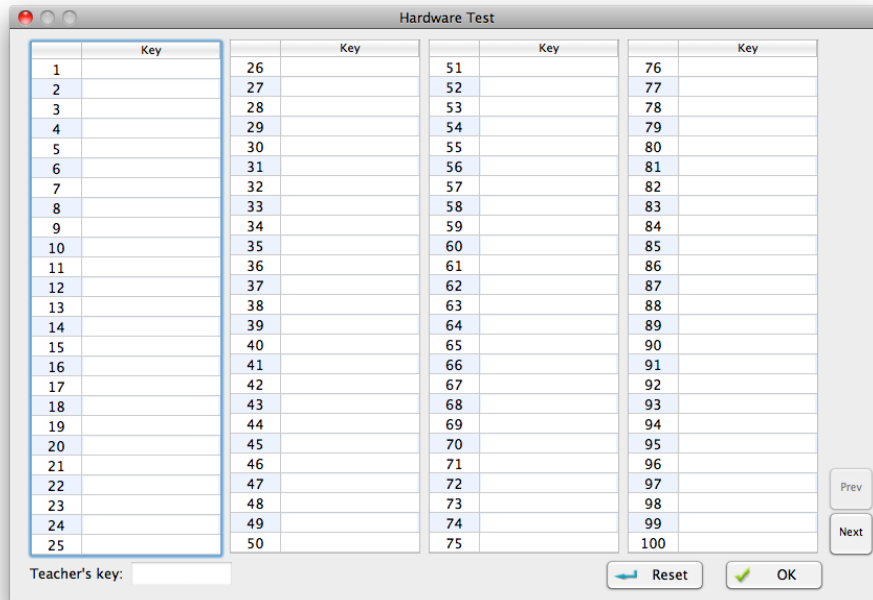 Hardware Test
Key Key Key Key
1 26 51 76
2 27 52 77
3 28 53 78
4 29 54 79
5 30 55 80
6 31 56 81
7 32 57 82
8 33 58 83
9 34 59 84
10 35 60 85
11 36 61 86
12 37 62 87
13 38 63 88
14 39 64 89
15 40 65 90
16 41 66 91
17 42 67 92
18 43 68 93
19 44 69 94
20 45 70 95
21 46 71 96
22 47 72 97
23 48 73 98
24 49 74 99
25 50 75 100
Prev
Next
Teacher's key: Reset OK